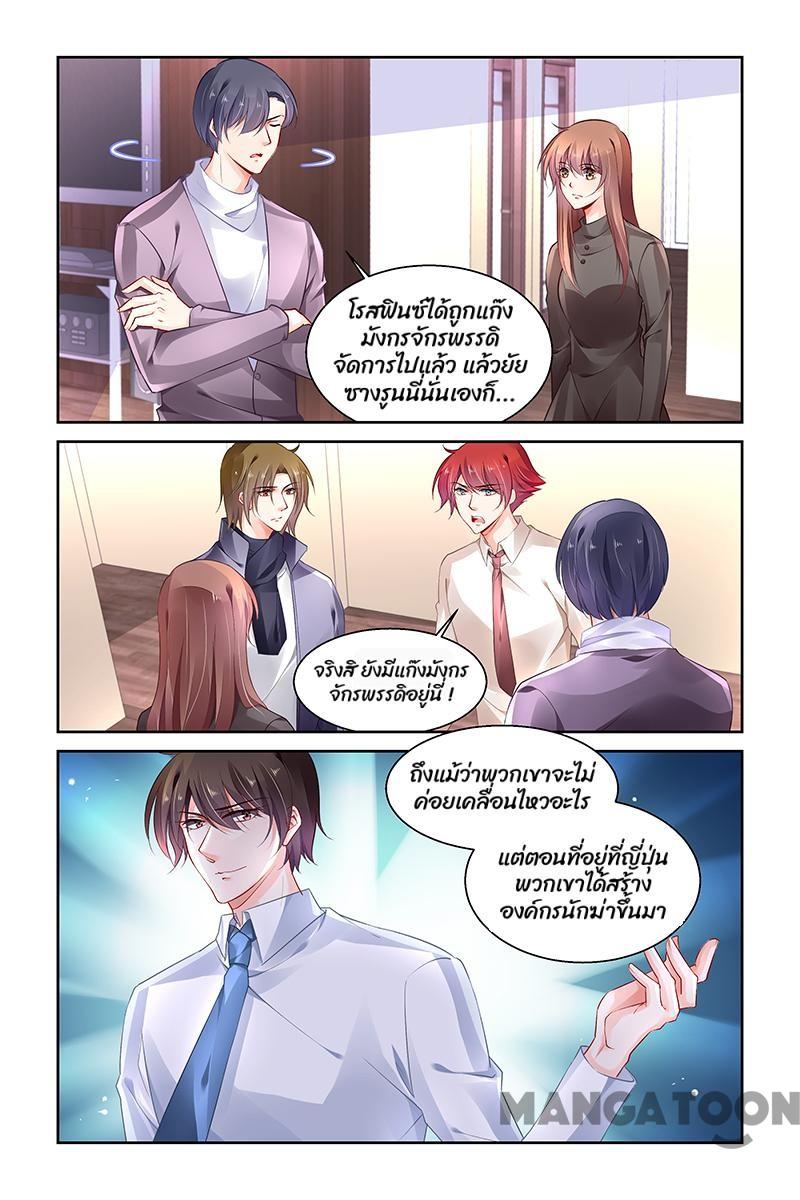 โรสฟินซ์ได้ถูกแก๊ง
มังกรจักรพรรดิ
จัดการไปแล้ว แล้วยัย
ซางรูนนี่นั่นเองก็...
จริงสิ ยังมีแก๊งมังกร
จักรพรรดิอยู่นี่ !
ถึงแม้ว่าพวกเขาจะไม่
ค่อยเคลื่อนไหวอะไร
แต่ตอนที่อยู่ที่ญี่ปุ่น
พวกเขาได้สร้าง
องค์กรนักฆ่าขึ้นมา
MANGATOON